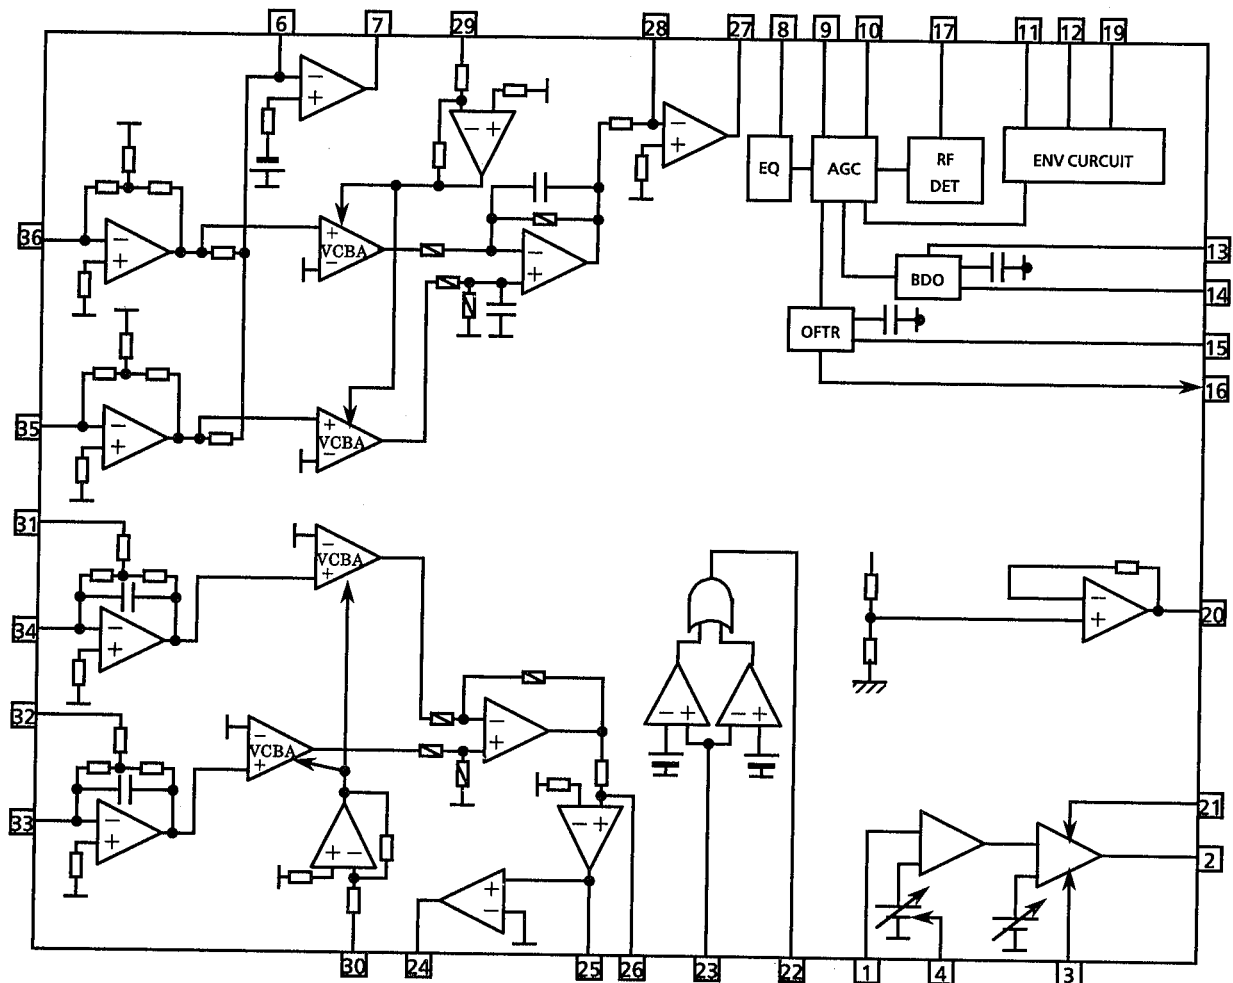 6 7 29 28 27 8 9 10 17 11 12 19
− +
− +
− +
EQ AGC RF DET ENV CURCUIT
36
− +
+ VCBA −
− +
13
BDO
14
OFTR
15
16
35
− +
+ VCBA −
31
− VCBA +
34
− +
− +
20
32
− VCBA +
− +
− + − +
33
− +
− +
21
+ −
2
+ −
30 24 25 26 23 22 1 4 3